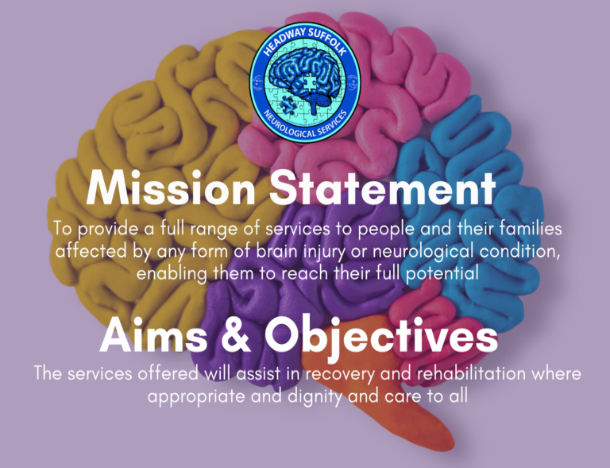 HEADWAY SUFFOLK
NEUROLOGICAL SERVICES
Mission Statement
To provide a full range of services to people and their families
affected by any form of brain injury or neurological condition,
enabling them to reach their full potential
Aims & Objectives
The services offered will assist in recovery and rehabilitation where
appropriate and dignity and care to all